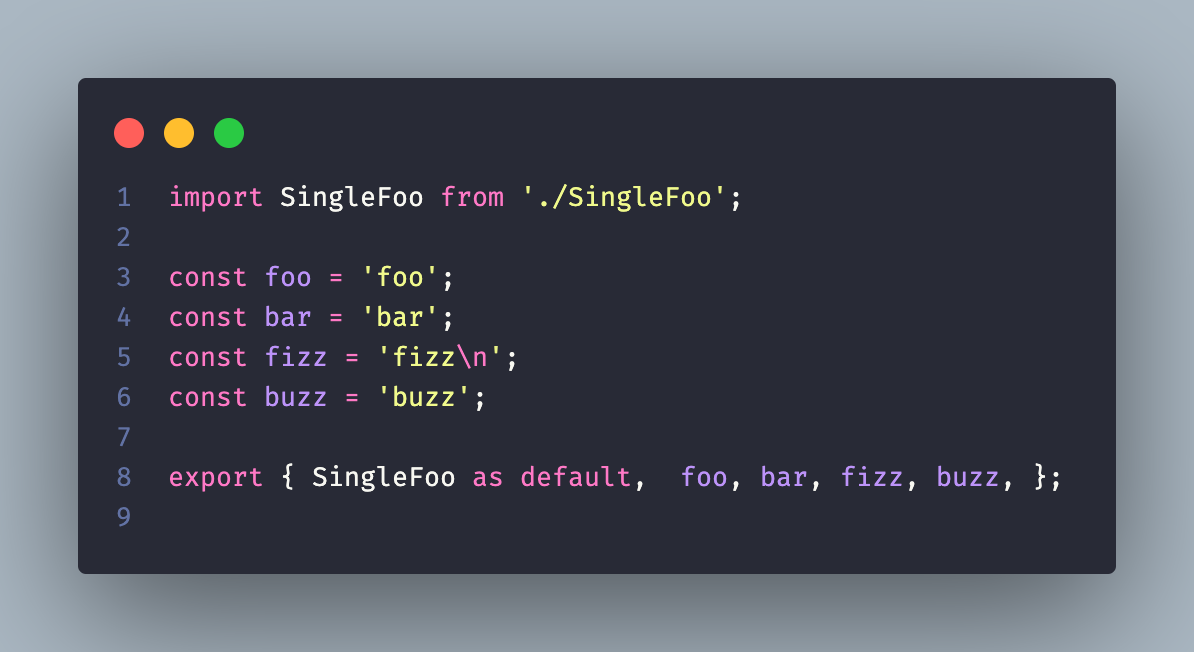 1 import SingleFoo from './SingleFoo';
2
3 const foo = 'foo';
4 const bar = 'bar';
5 const fizz = 'fizz\n';
6 const buzz = 'buzz';
7
8 export { SingleFoo as default,  foo, bar, fizz, buzz, };
9